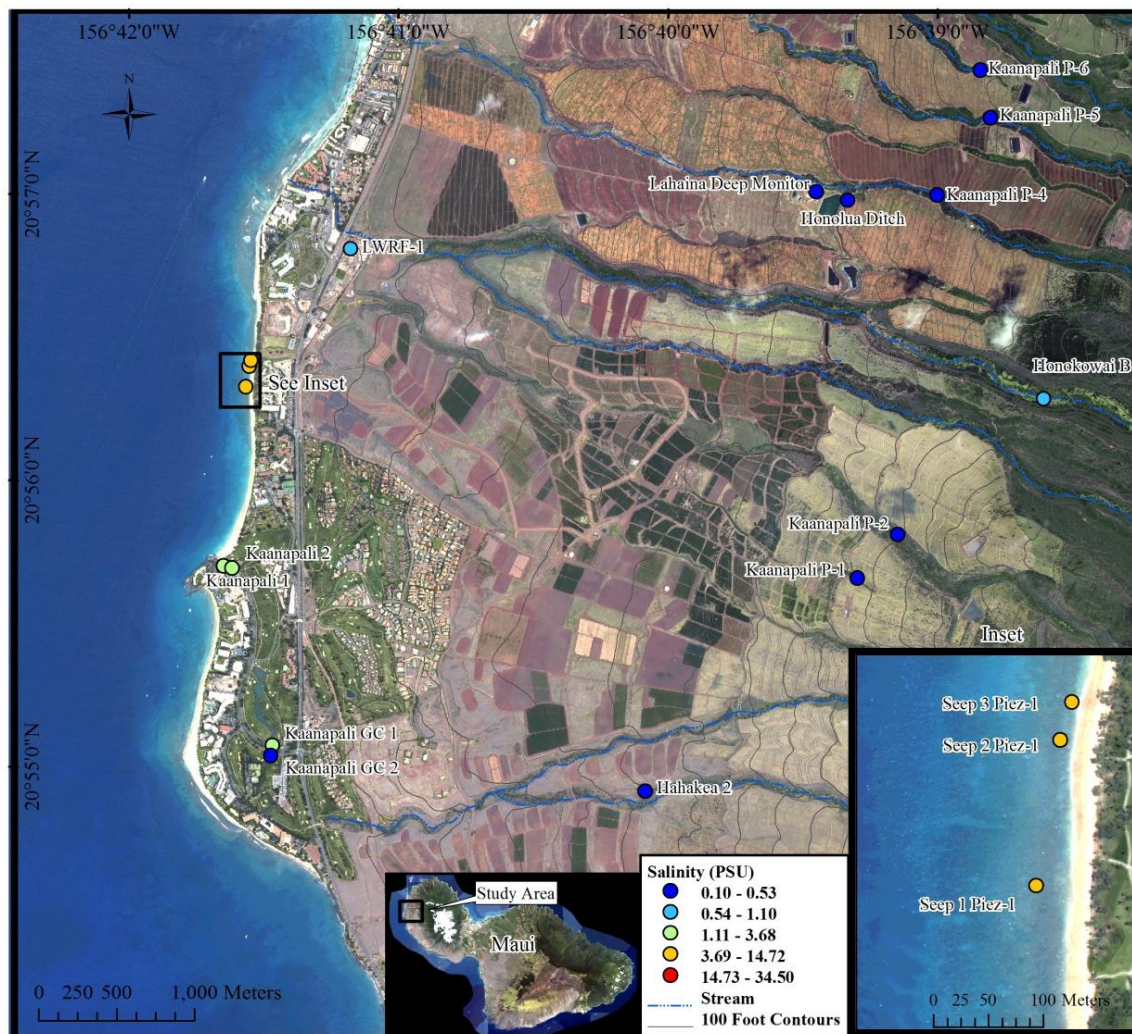 156°42'0"W
156°41'0"W
156°40'0"W
156°39'0"W
N
Kaanapali P-6
Kaanapali P-5
20°57'0"N
Lahaina Deep Monitor
Kaanapali P-4
Honolua Ditch
LWRF-1
See Inset
Honokowai B
20°56'0"N
Kaanapali P-2
Kaanapali 2
Kaanapali 1
Kaanapali P-1
Inset
Seep 3 Piez-1
Seep 2 Piez-1
Kaanapali GC 1
Kaanapali GC 2
20°55'0"N
Hahakea 2
Seep 1 Piez-1
Salinity (PSU)
0.10 - 0.53
0.54 - 1.10
1.11 - 3.68
3.69 - 14.72
14.73 - 34.50
Stream
100 Foot Contours
Study Area
Maui
0 250 500 1,000 Meters
0 25 50 100 Meters